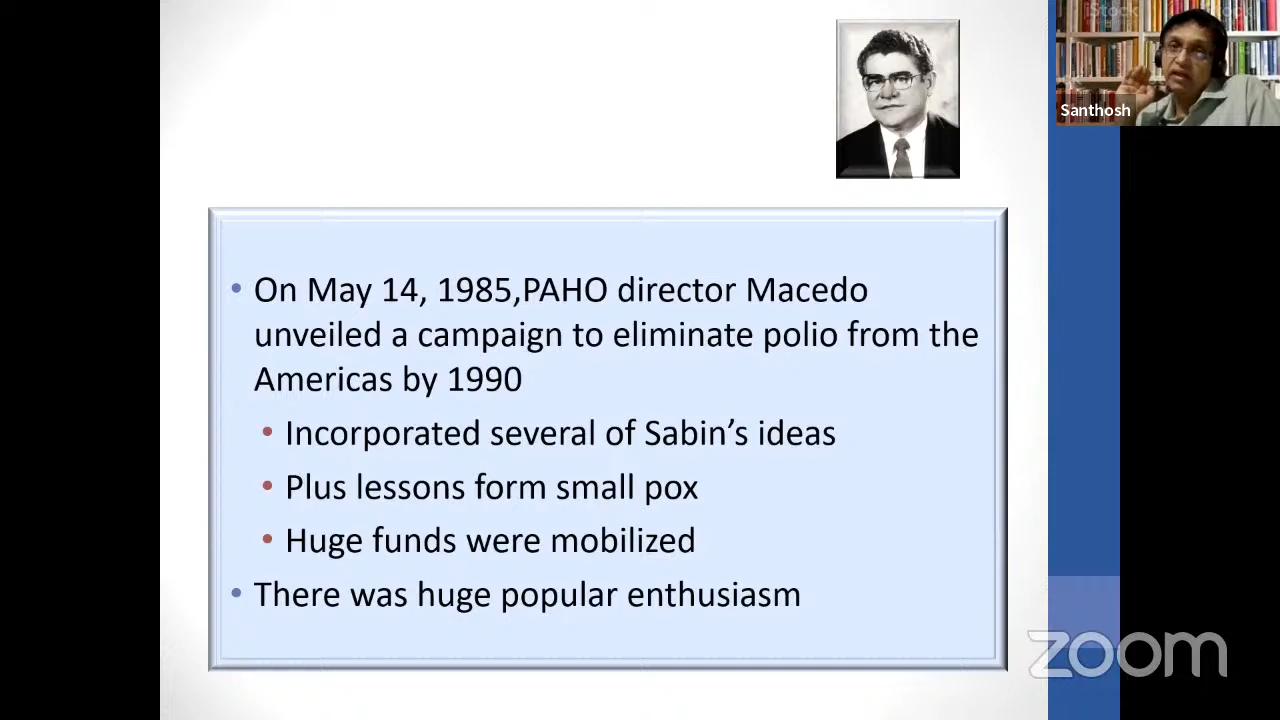 iStock
Santhosh
• On May 14, 1985,PAHO director Macedo
unveiled a campaign to eliminate polio from the
Americas by 1990
• Incorporated several of Sabin’s ideas
• Plus lessons form small pox
• Huge funds were mobilized
• There was huge popular enthusiasm
zoom